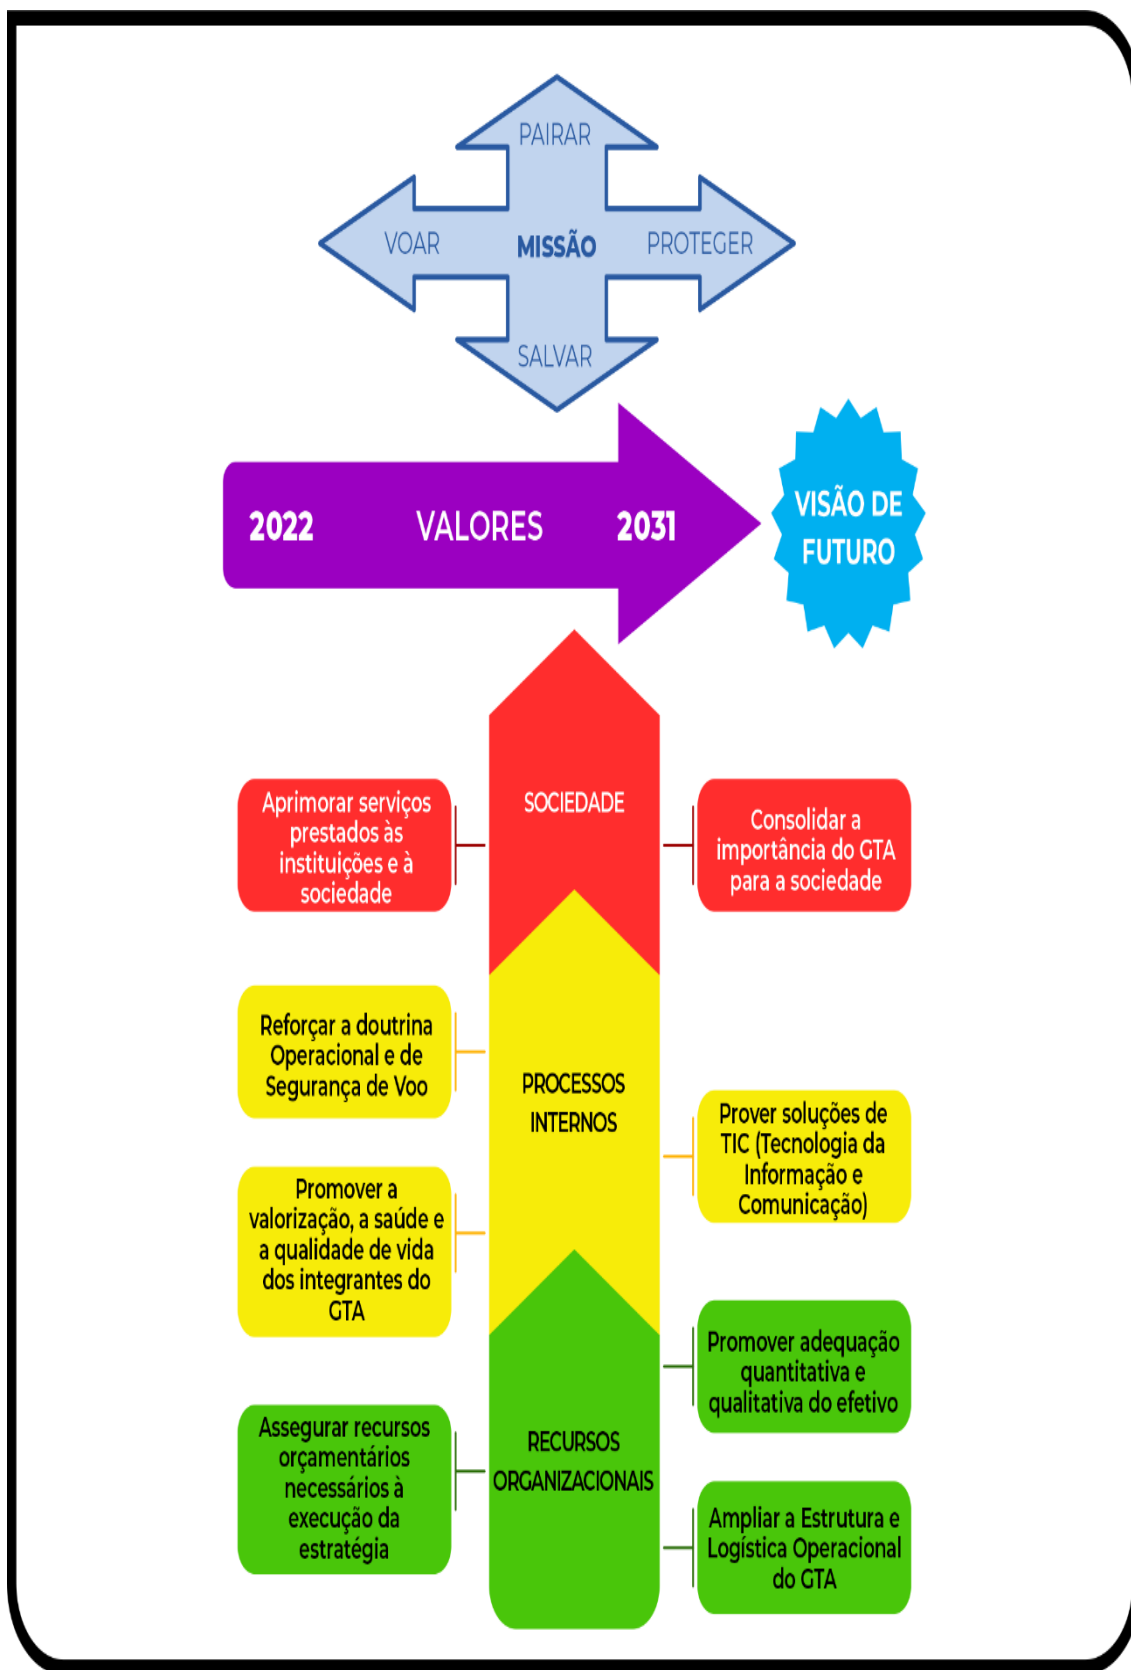 PAIRAR
VOAR
MISSÃO
PROTEGER
SALVAR
2022
VALORES
2031
VISÃO DE
FUTURO
SOCIEDADE
Aprimorar serviços
prestados às
instituições e à
sociedade
Consolidar a
importância do GTA
para a sociedade
PROCESSOS
INTERNOS
Reforçar a doutrina
Operacional e de
Segurança de Voo
Prover soluções de
TIC (Tecnologia da
Informação e
Comunicação)
Promover a
valorização, a saúde e
a qualidade de vida
dos integrantes do
GTA
RECURSOS
ORGANIZACIONAIS
Promover adequação
quantitativa e
qualitativa do efetivo
Assegurar recursos
orçamentários
necessários à
execução da
estratégia
Ampliar a Estrutura e
Logística Operacional
do GTA